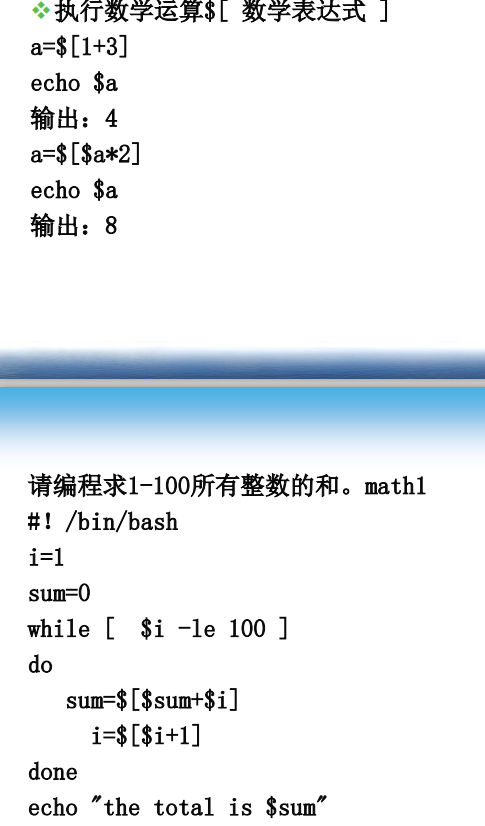 执行数学运算$[ 数学表达式 ]
a=$[1+3]
echo $a
输出：4
a=$[$a*2]
echo $a
输出：8
请编程求1-100所有整数的和。math1
#! /bin/bash
i=1
sum=0
while [  $i -le 100 ]
do
   sum=$[$sum+$i]
     i=$[$i+1]
done
echo "the total is $sum"